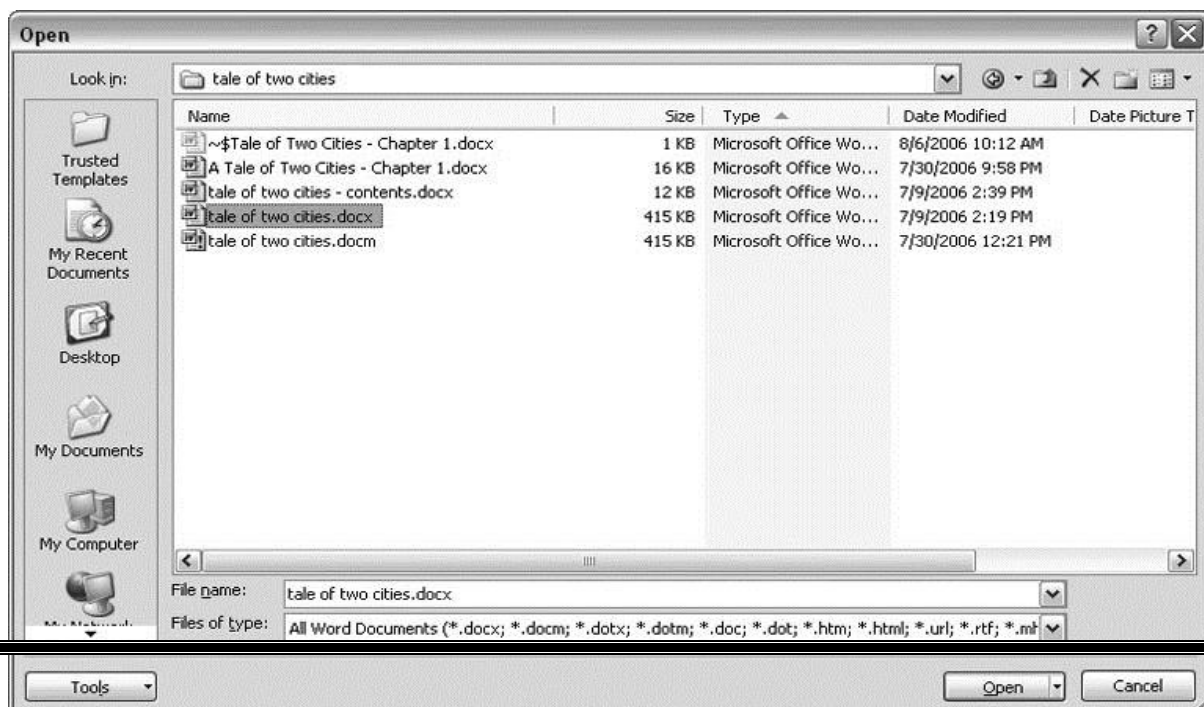 Open
Look in: tale of two cities
Name Size Type Date Modified Date Picture T
~$Tale of Two Cities - Chapter 1.docx 1 KB Microsoft Office Wo... 8/6/2006 10:12 AM
A Tale of Two Cities - Chapter 1.docx 16 KB Microsoft Office Wo... 7/30/2006 9:58 PM
tale of two cities - contents.docx 12 KB Microsoft Office Wo... 7/9/2006 2:39 PM
tale of two cities.docx 415 KB Microsoft Office Wo... 7/9/2006 2:19 PM
tale of two cities.docm 415 KB Microsoft Office Wo... 7/30/2006 12:21 PM
Trusted
Templates
My Recent
Documents
Desktop
My Documents
My Computer
File name: tale of two cities.docx
Files of type: All Word Documents (*.docx; *.docm; *.dotx; *.dotm; *.doc; *.dot; *.htm; *.html; *.url; *.rtf; *.mh
Tools Open Cancel